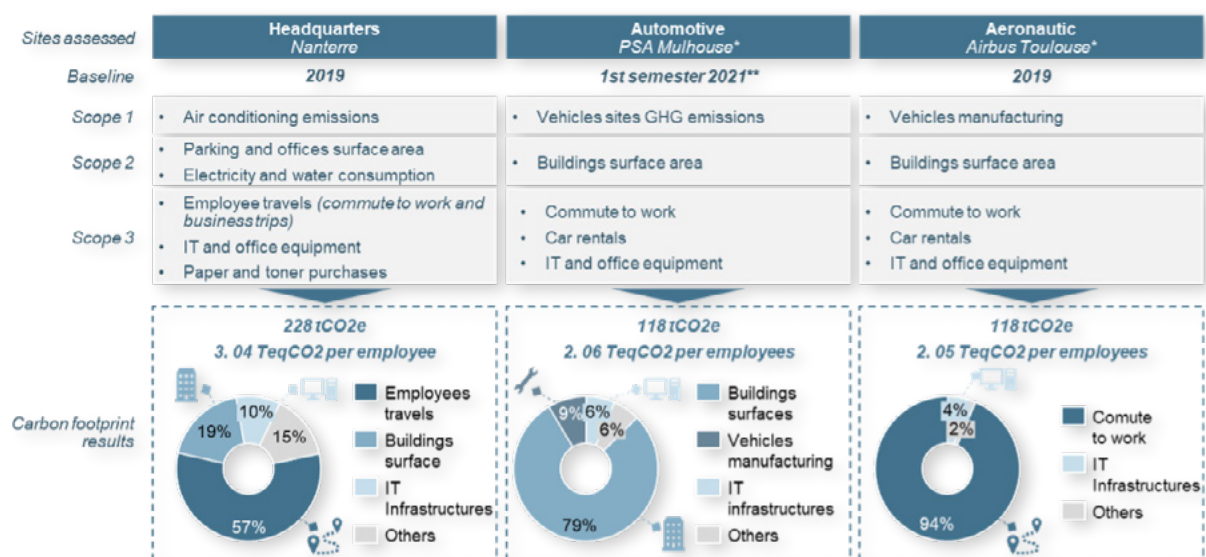 Sites assessed
Headquarters
Nanterre
Automotive
PSA Mulhouse*
Aeronautic
Airbus Toulouse*
Baseline
2019
1st semester 2021**
2019
Scope 1
• Air conditioning emissions
• Vehicles sites GHG emissions
• Vehicles manufacturing
Scope 2
• Parking and offices surface area
• Electricity and water consumption
• Buildings surface area
• Buildings surface area
Scope 3
• Employee travels (commute to work and
business trips)
• IT and office equipment
• Paper and toner purchases
• Commute to work
• Car rentals
• IT and office equipment
• Commute to work
• Car rentals
• IT and office equipment
Carbon footprint
results
228 tCO2e
3. 04 TeqCO2 per employee
10%
19%
15%
57%
Employees
travels
Buildings
surface
IT
Infrastructures
Others
118 tCO2e
2. 06 TeqCO2 per employees
9%
6%
6%
79%
Buildings
surfaces
Vehicles
manufacturing
IT
infrastructures
Others
118 tCO2e
2. 05 TeqCO2 per employees
4%
2%
94%
Comute
to work
IT
Infrastructures
Others